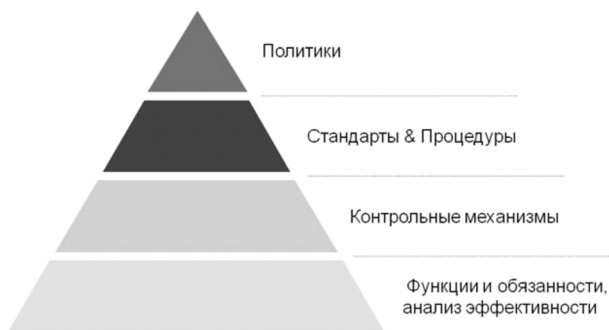 Политики
Стандарты & Процедуры
Контрольные механизмы
Функции и обязанности,
анализ эффективности